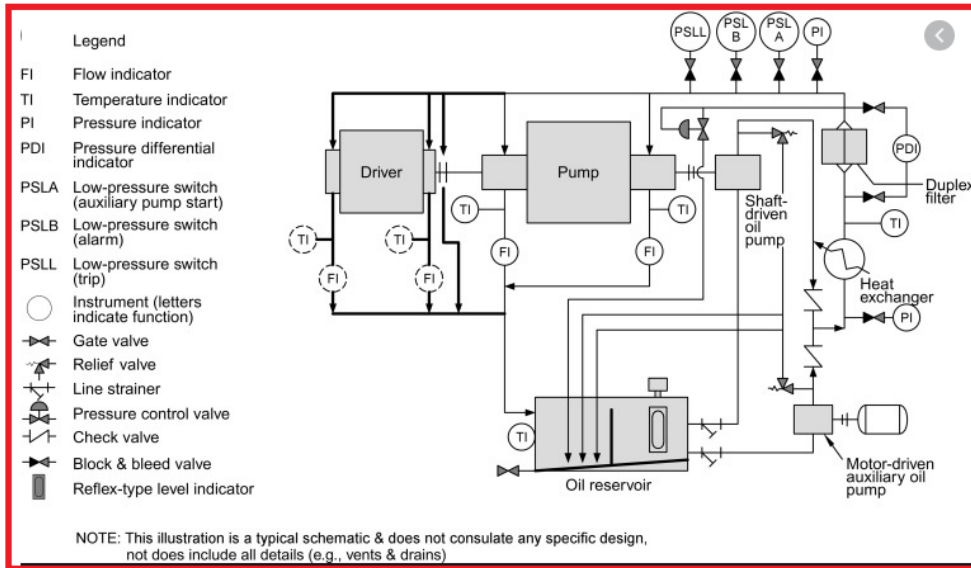 Legend
FI Flow indicator
TI Temperature indicator
PI Pressure indicator
PDI Pressure differential
indicator
PSLA Low-pressure switch
(auxiliary pump start)
PSLB Low-pressure switch
(alarm)
PSLL Low-pressure switch
(trip)
Instrument (letters
indicate function)
Gate valve
Relief valve
Line strainer
Pressure control valve
Check valve
Block & bleed valve
Reflex-type level indicator
PSLL
PSL
B
PSL
A
PI
Driver
Pump
PDI
Duplex
filter
TI
TI
Shaft-
driven
oil
pump
TI
TI
TI
FI
FI
FI
FI
Heat
exchanger
PI
TI
Oil reservoir
Motor-driven
auxiliary oil
pump
NOTE: This illustration is a typical schematic & does not consulate any specific design,
not does include all details (e.g., vents & drains)